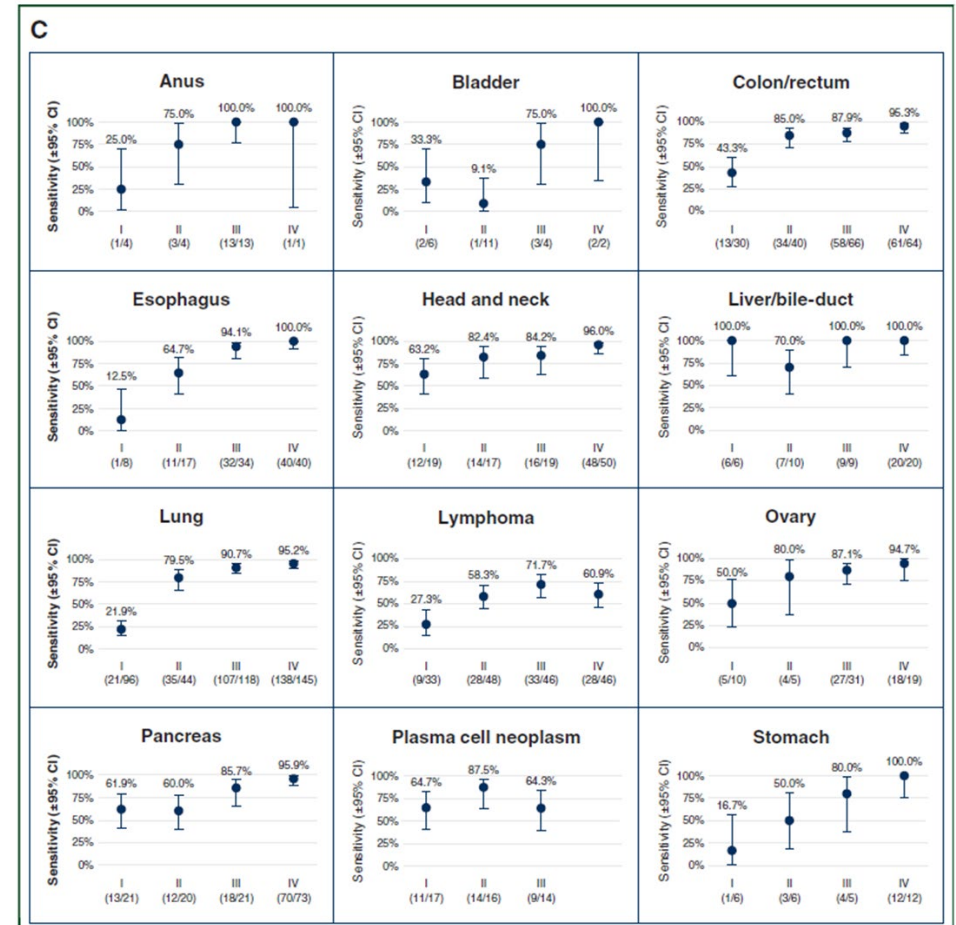 C
Anus
Sensitivity (±95% CI)
100%
75%
50%
25%
0%
25.0%
75.0%
100.0%
100.0%
I II III IV
(1/4) (3/4) (13/13) (1/1)
Bladder
Sensitivity (±95% CI)
100%
75%
50%
25%
0%
33.3%
9.1%
75.0%
100.0%
I II III IV
(2/6) (1/11) (3/4) (2/2)
Colon/rectum
Sensitivity (±95% CI)
100%
75%
50%
25%
0%
43.3%
85.0%
87.9%
95.3%
I II III IV
(13/30) (34/40) (58/66) (61/64)
Esophagus
Sensitivity (±95% CI)
100%
75%
50%
25%
0%
12.5%
64.7%
94.1%
100.0%
I II III IV
(1/8) (11/17) (32/34) (40/40)
Head and neck
Sensitivity (±95% CI)
100%
75%
50%
25%
0%
63.2%
82.4%
84.2%
96.0%
I II III IV
(12/19) (14/17) (16/19) (48/50)
Liver/bile-duct
Sensitivity (±95% CI)
100%
75%
50%
25%
0%
100.0%
70.0%
100.0%
100.0%
I II III IV
(6/6) (7/10) (9/9) (20/20)
Lung
Sensitivity (±95% CI)
100%
75%
50%
25%
0%
21.9%
79.5%
90.7%
95.2%
I II III IV
(21/96) (35/44) (107/118) (138/145)
Lymphoma
Sensitivity (±95% CI)
100%
75%
50%
25%
0%
27.3%
58.3%
71.7%
60.9%
I II III IV
(9/33) (28/48) (33/46) (28/46)
Ovary
Sensitivity (±95% CI)
100%
75%
50%
25%
0%
50.0%
80.0%
87.1%
94.7%
I II III IV
(5/10) (4/5) (27/31) (18/19)
Pancreas
Sensitivity (±95% CI)
100%
75%
50%
25%
0%
61.9%
60.0%
85.7%
95.9%
I II III IV
(13/21) (12/20) (18/21) (70/73)
Plasma cell neoplasm
Sensitivity (±95% CI)
100%
75%
50%
25%
0%
64.7%
87.5%
64.3%
I II III
(11/17) (14/16) (9/14)
Stomach
Sensitivity (±95% CI)
100%
75%
50%
25%
0%
16.7%
50.0%
80.0%
100.0%
I II III IV
(1/6) (3/6) (4/5) (12/12)